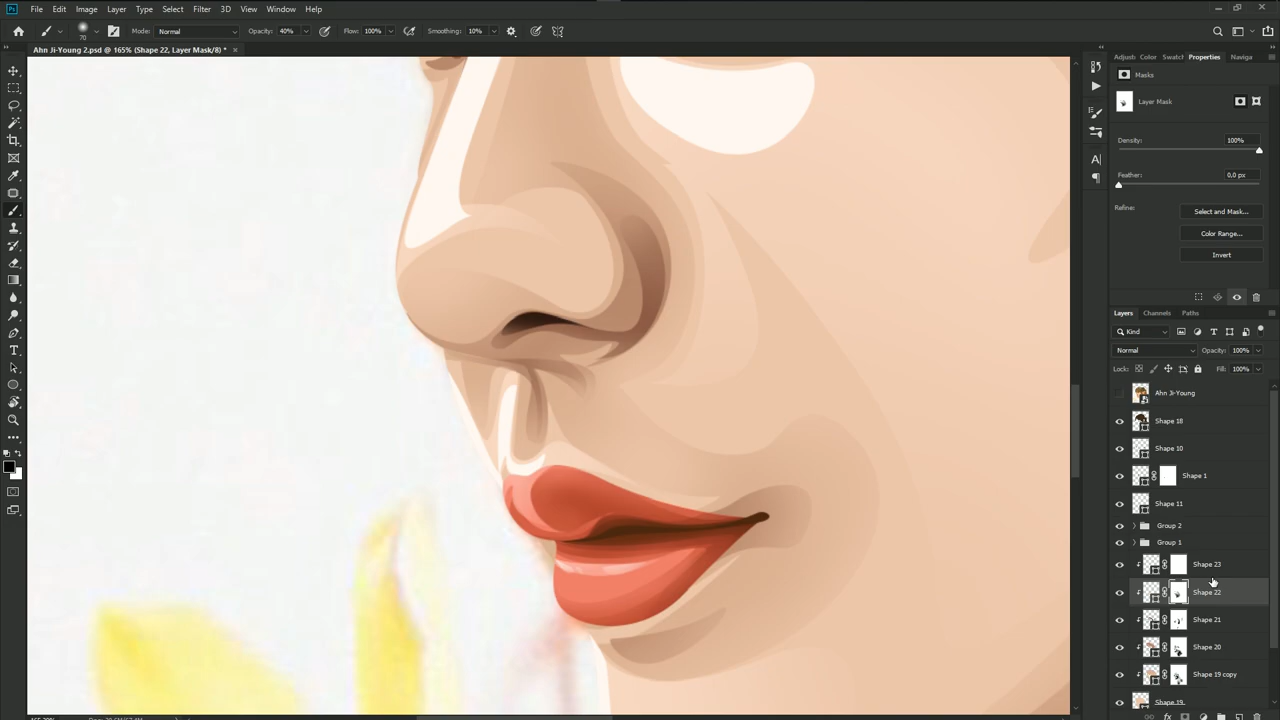 Ps File Edit Image Layer Type Select Filter 3D View Window Help
70 Mode: Normal Opacity: 40% Flow: 100% Smoothing: 10%
Ahn Ji-Young 2.psd @ 165% (Shape 22, Layer Mask/8) * ×
Adjust Color Swatch Properties Naviga
Masks
Layer Mask
Density: 100%
Feather: 0,0 px
Refine: Select and Mask...
Color Range...
Invert
Layers Channels Paths
Kind
Normal Opacity: 100%
Lock: Fill: 100%
Ahn Ji-Young
Shape 18
Shape 10
Shape 1
Shape 11
Group 2
Group 1
Shape 23
Shape 22
Shape 21
Shape 20
Shape 19 copy
Shape 19
fx